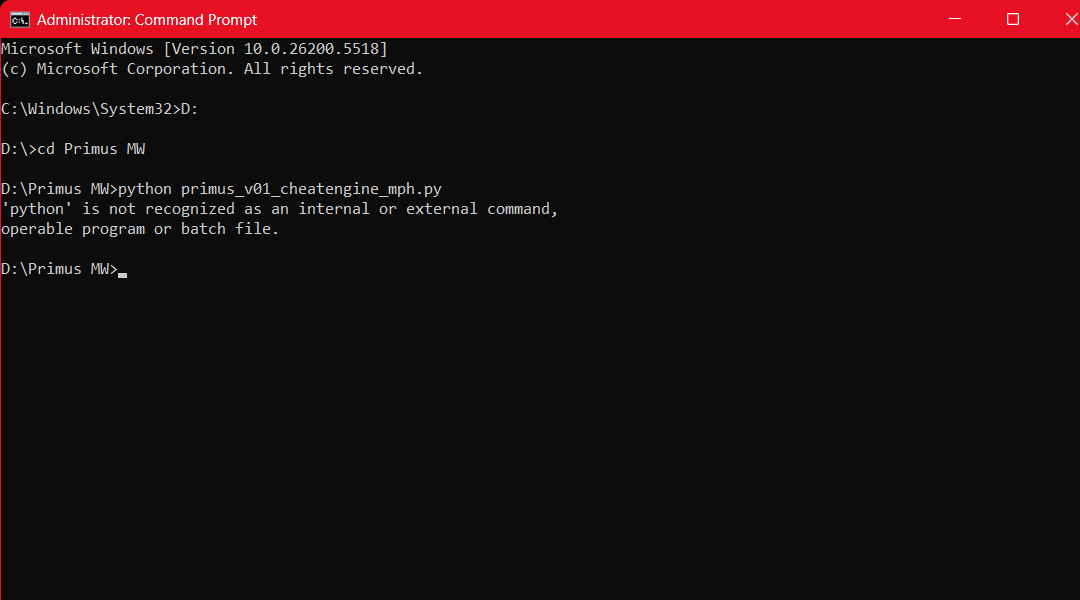 Administrator: Command Prompt
Microsoft Windows [Version 10.0.26200.5518]
(c) Microsoft Corporation. All rights reserved.
C:\Windows\System32>D:
D:\>cd Primus MW
D:\Primus MW>python primus_v01_cheatengine_mph.py
'python' is not recognized as an internal or external command,
operable program or batch file.
D:\Primus MW>